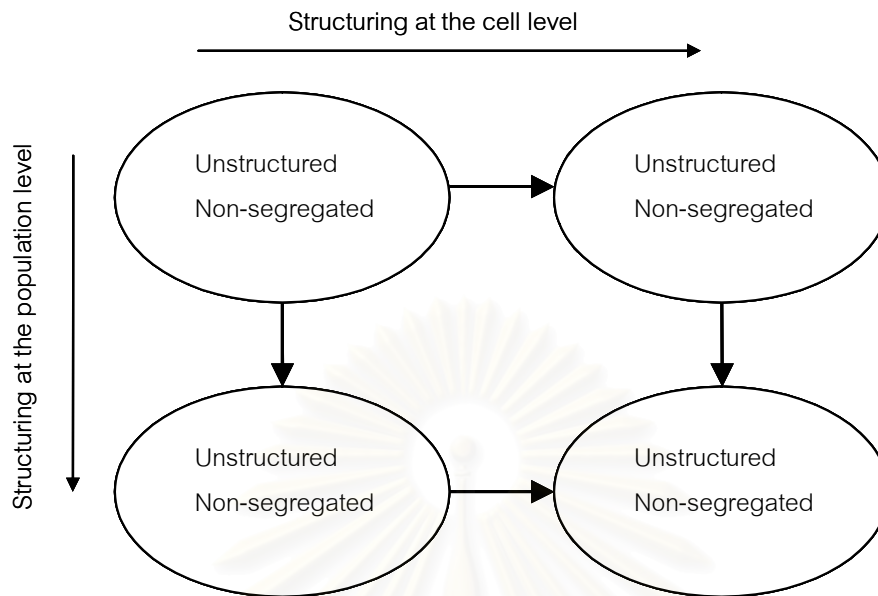 Structuring at the cell level
Structuring at the population level
Unstructured
Non-segregated
Unstructured
Non-segregated
Unstructured
Non-segregated
Unstructured
Non-segregated